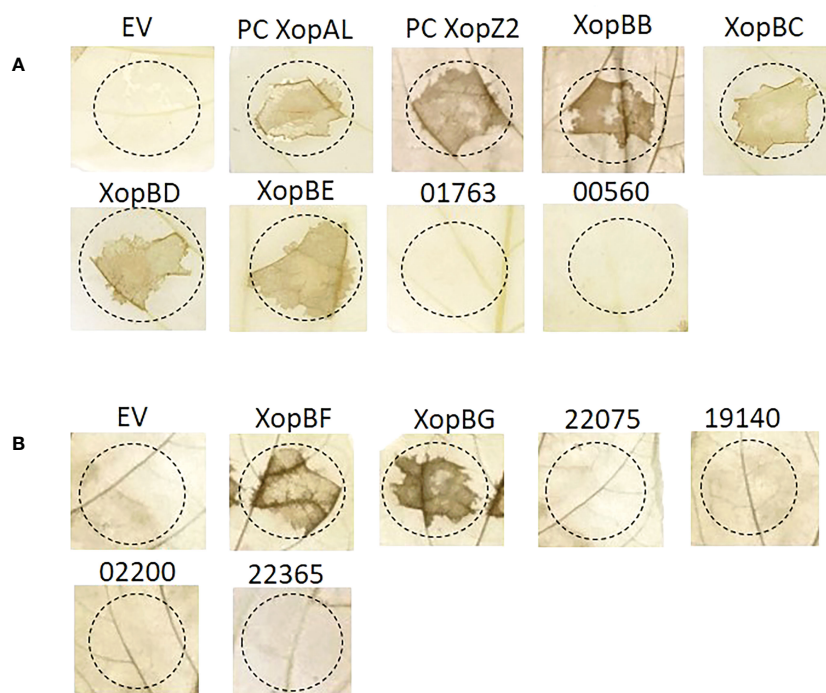 EV PC XopAL PC XopZ2 XopBB XopBC
A
XopBD XopBE 01763 00560
EV XopBF XopBG 22075 19140
B
02200 22365